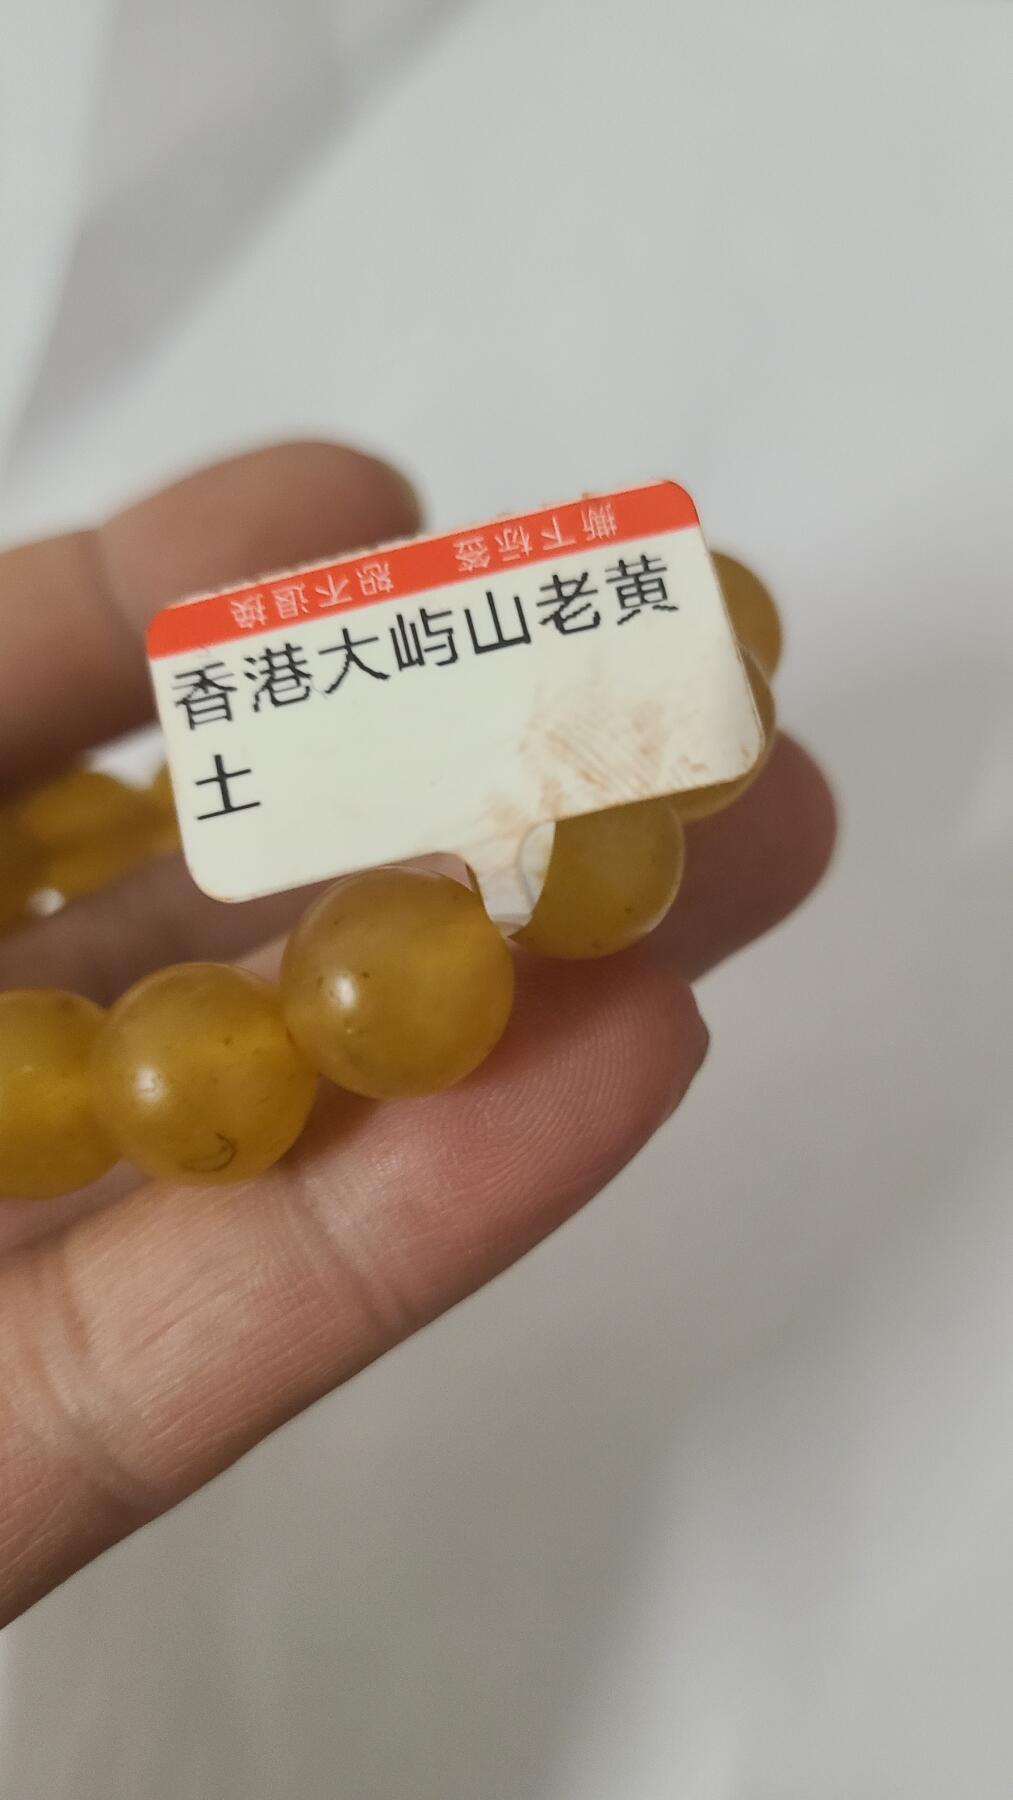 撕下标签 恕不退换
香港大屿山老黄
土